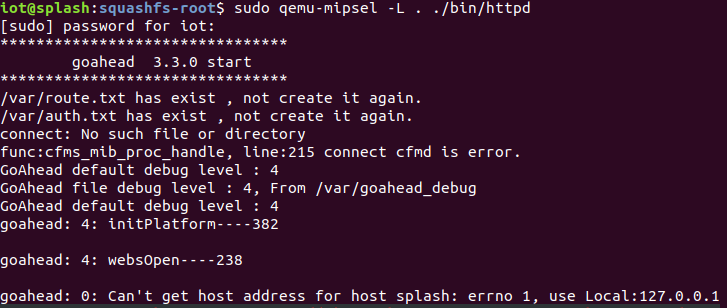 iot@splash:squashfs-root$ sudo qemu-mipsel -L . ./bin/httpd
[sudo] password for iot:
********************************
        goahead  3.3.0 start
********************************
/var/route.txt has exist , not create it again.
/var/auth.txt has exist , not create it again.
connect: No such file or directory
func:cfms_mib_proc_handle, line:215 connect cfmd is error.
GoAhead default debug level : 4
GoAhead file debug level : 4, From /var/goahead_debug
GoAhead default debug level : 4
goahead: 4: initPlatform----382

goahead: 4: websOpen----238

goahead: 0: Can't get host address for host splash: errno 1, use Local:127.0.0.1